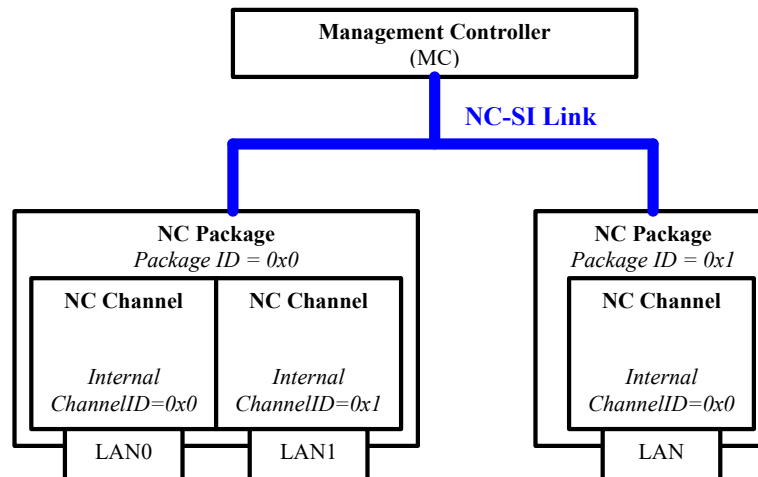 Management Controller
(MC)
NC-SI Link
NC Package
Package ID = 0x0
NC Channel
Internal
ChannelID=0x0
NC Channel
Internal
ChannelID=0x1
LAN0
LAN1
NC Package
Package ID = 0x1
NC Channel
Internal
ChannelID=0x0
LAN